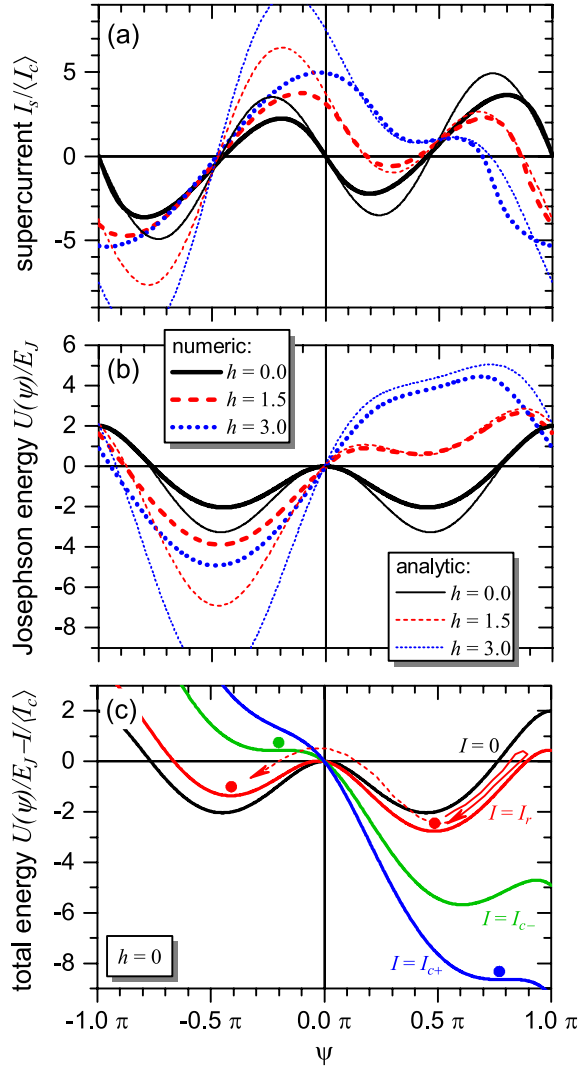 (a)
supercurrent I_s/⟨I_c⟩
5
0
-5
(b)
Josephson energy U(ψ)/E_J
6
4
2
0
-2
-4
-6
-8
numeric:
h = 0.0
h = 1.5
h = 3.0
analytic:
h = 0.0
h = 1.5
h = 3.0
(c)
total energy U(ψ)/E_J−I/⟨I_c⟩
2
0
-2
-4
-6
-8
I = 0
I = I_r
I = I_c−
I = I_c+
h = 0
-1.0 π
-0.5 π
0.0 π
0.5 π
1.0 π
ψ